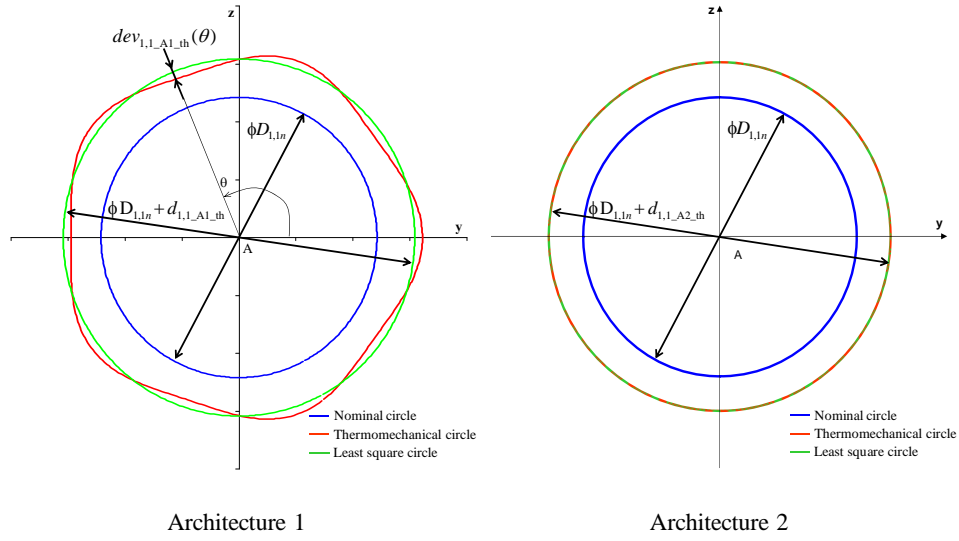 z
dev1,1_A1_th(θ)
ϕD1,1n
θ
ϕD1,1n + d1,1_A1_th
y
A
Nominal circle
Thermomechanical circle
Least square circle
Architecture 1
z
ϕD1,1n
ϕD1,1n + d1,1_A2_th
y
A
Nominal circle
Thermomechanical circle
Least square circle
Architecture 2